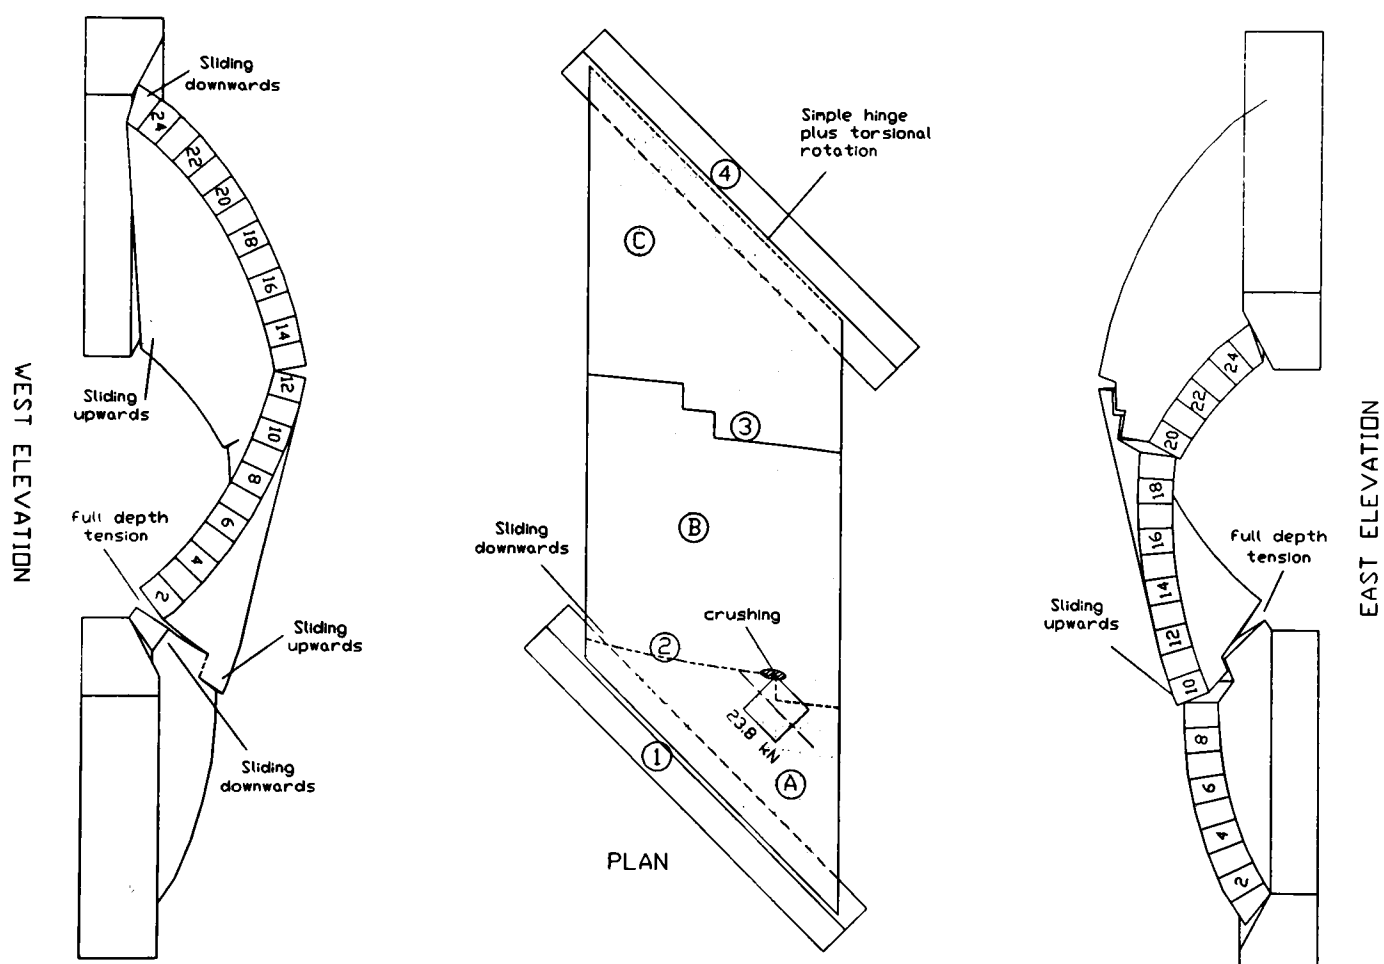 WEST ELEVATION
Sliding
downwards
24
22
20
18
16
14
12
10
8
6
4
2
Sliding
upwards
full depth
tension
Sliding
upwards
Sliding
downwards
Simple hinge
plus torsional
rotation
4
C
3
B
Sliding
downwards
crushing
2
23.8 kN
1
A
PLAN
24
22
20
18
16
14
12
10
8
6
4
2
full depth
tension
Sliding
upwards
EAST ELEVATION